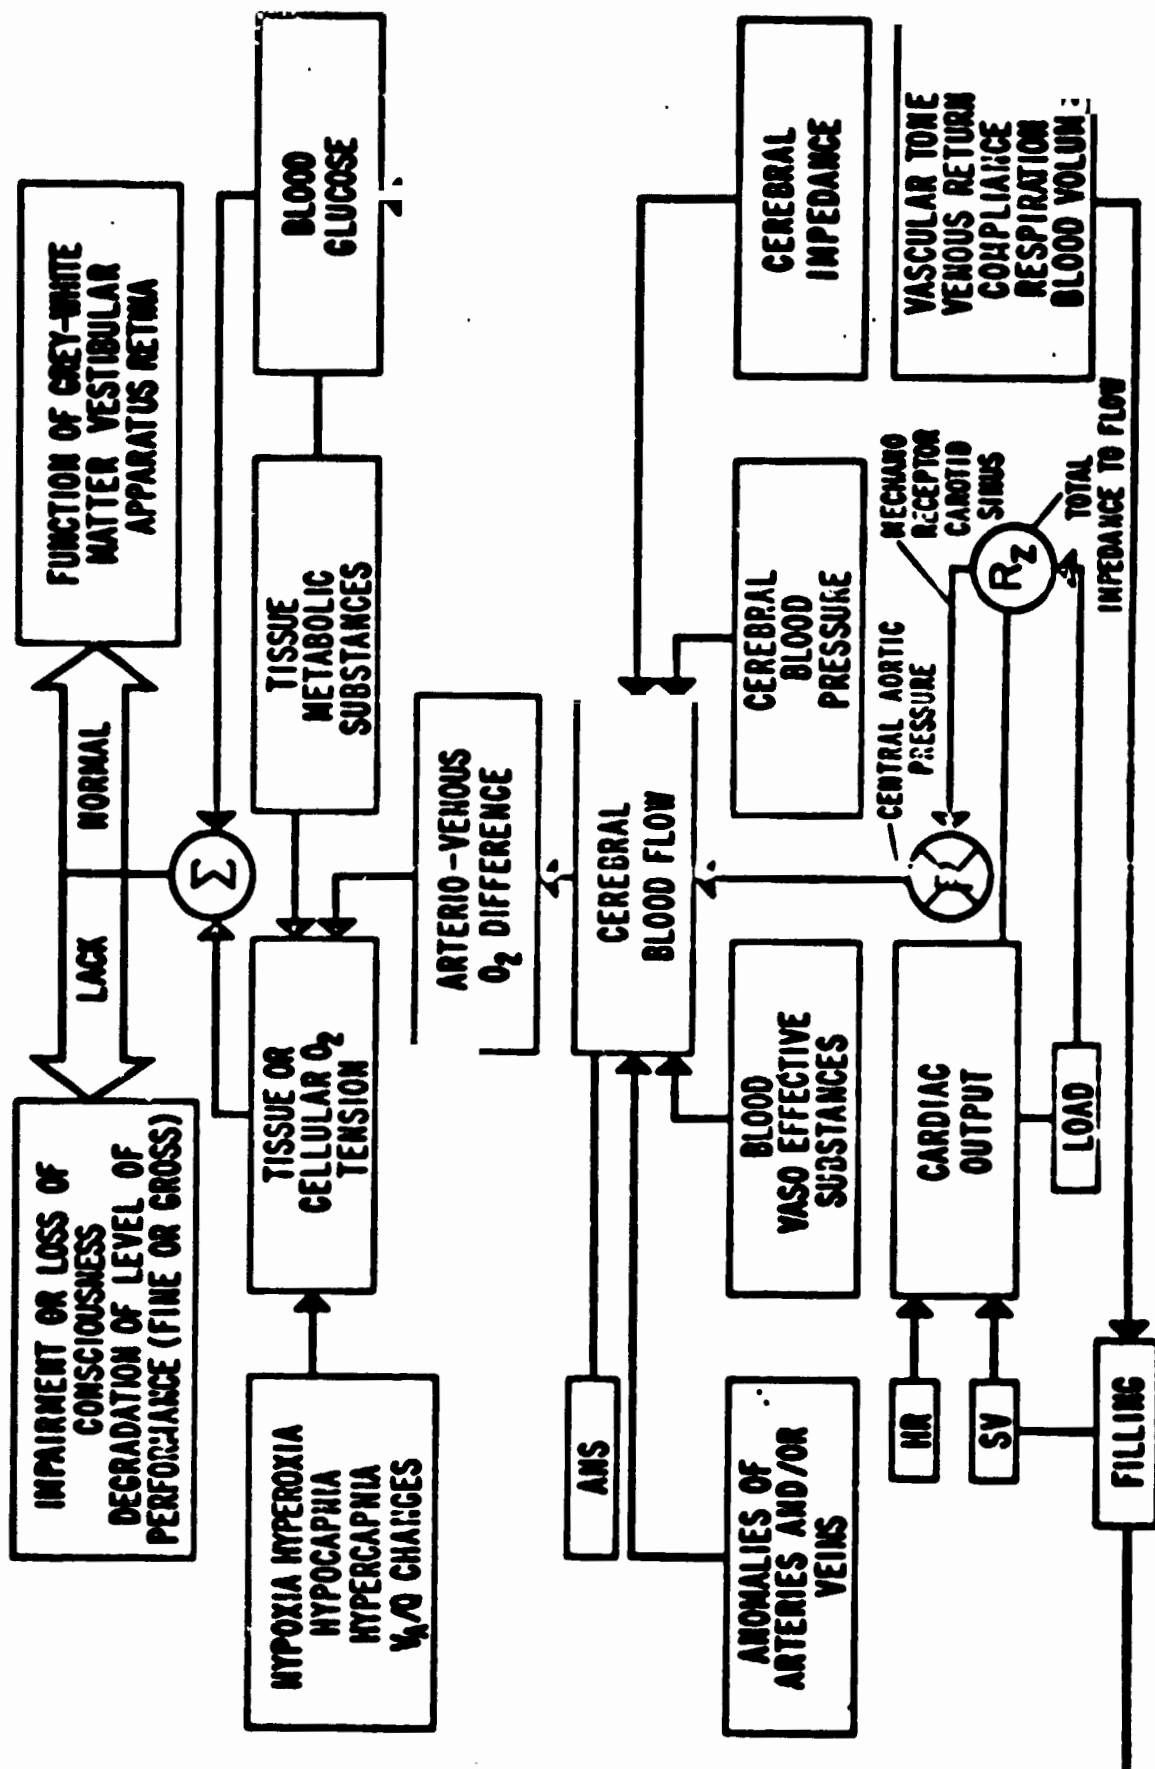 IMPAIRMENT OR LOSS OF
CONSCIOUSNESS
DEGRADATION OF LEVEL OF
PERFORMANCE (FINE OR GROSS)
LACK
NORMAL
FUNCTION OF GREY-WHITE
MATTER VESTIBULAR
APPARATUS RETINA
Σ
HYPOXIA HYPEROXIA
HYPOCAPNIA
HYPERCAPNIA
VA/Q CHANGES
TISSUE OR
CELLULAR O2
TENSION
TISSUE
METABOLIC
SUBSTANCES
BLOOD
GLUCOSE
ARTERIO-VENOUS
O2 DIFFERENCE
ANS
CEREBRAL
BLOOD FLOW
ANOMALIES OF
ARTERIES AND/OR
VEINS
BLOOD
VASO EFFECTIVE
SUBSTANCES
CEREBRAL
BLOOD
PRESSURE
CEREBRAL
IMPEDANCE
CENTRAL AORTIC
PRESSURE
MECHANO
RECEPTOR
CAROTID
SINUS
HR
SV
CARDIAC
OUTPUT
RZ
VASCULAR TONE
VENOUS RETURN
COMPLIANCE
RESPIRATION
BLOOD VOLUM
LOAD
TOTAL
IMPEDANCE TO FLOW
FILLING